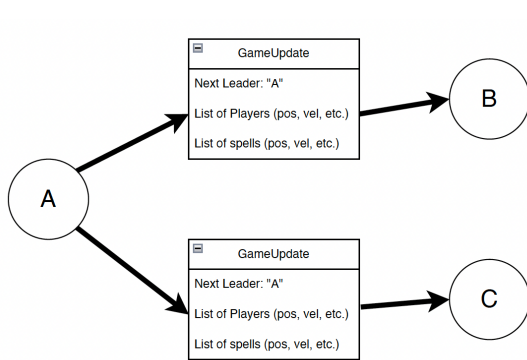 GameUpdate
Next Leader: "A"
List of Players (pos, vel, etc.)
List of spells (pos, vel, etc.)
B
A
GameUpdate
Next Leader: "A"
List of Players (pos, vel, etc.)
List of spells (pos, vel, etc.)
C